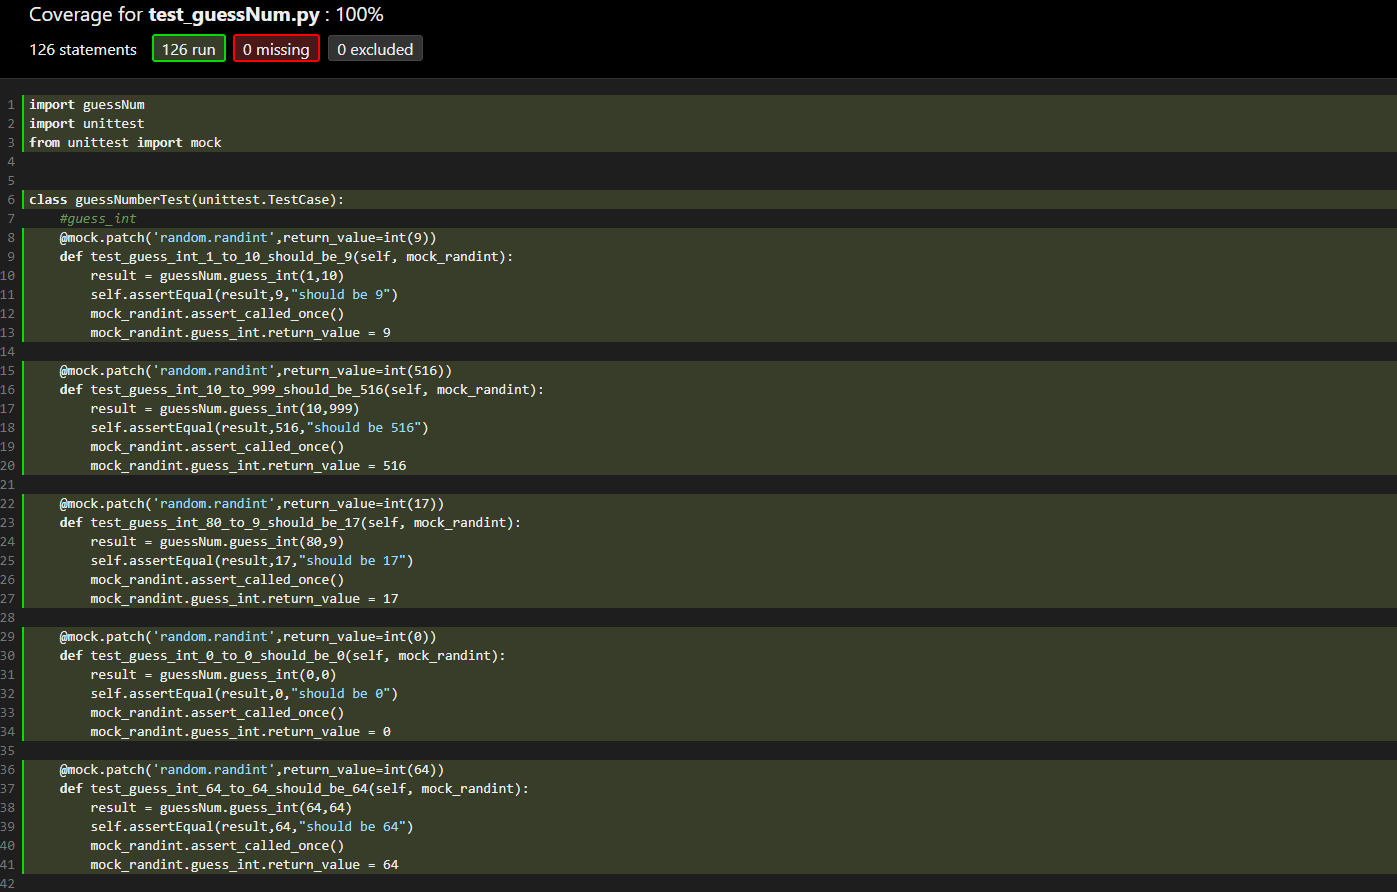 Coverage for test_guessNum.py : 100%
126 statements 126 run 0 missing 0 excluded
1 import guessNum
2 import unittest
3 from unittest import mock
4
5
6 class guessNumberTest(unittest.TestCase):
7     #guess_int
8     @mock.patch('random.randint',return_value=int(9))
9     def test_guess_int_1_to_10_should_be_9(self, mock_randint):
10         result = guessNum.guess_int(1,10)
11         self.assertEqual(result,9,"should be 9")
12         mock_randint.assert_called_once()
13         mock_randint.guess_int.return_value = 9
14
15     @mock.patch('random.randint',return_value=int(516))
16     def test_guess_int_10_to_999_should_be_516(self, mock_randint):
17         result = guessNum.guess_int(10,999)
18         self.assertEqual(result,516,"should be 516")
19         mock_randint.assert_called_once()
20         mock_randint.guess_int.return_value = 516
21
22     @mock.patch('random.randint',return_value=int(17))
23     def test_guess_int_80_to_9_should_be_17(self, mock_randint):
24         result = guessNum.guess_int(80,9)
25         self.assertEqual(result,17,"should be 17")
26         mock_randint.assert_called_once()
27         mock_randint.guess_int.return_value = 17
28
29     @mock.patch('random.randint',return_value=int(0))
30     def test_guess_int_0_to_0_should_be_0(self, mock_randint):
31         result = guessNum.guess_int(0,0)
32         self.assertEqual(result,0,"should be 0")
33         mock_randint.assert_called_once()
34         mock_randint.guess_int.return_value = 0
35
36     @mock.patch('random.randint',return_value=int(64))
37     def test_guess_int_64_to_64_should_be_64(self, mock_randint):
38         result = guessNum.guess_int(64,64)
39         self.assertEqual(result,64,"should be 64")
40         mock_randint.assert_called_once()
41         mock_randint.guess_int.return_value = 64
42